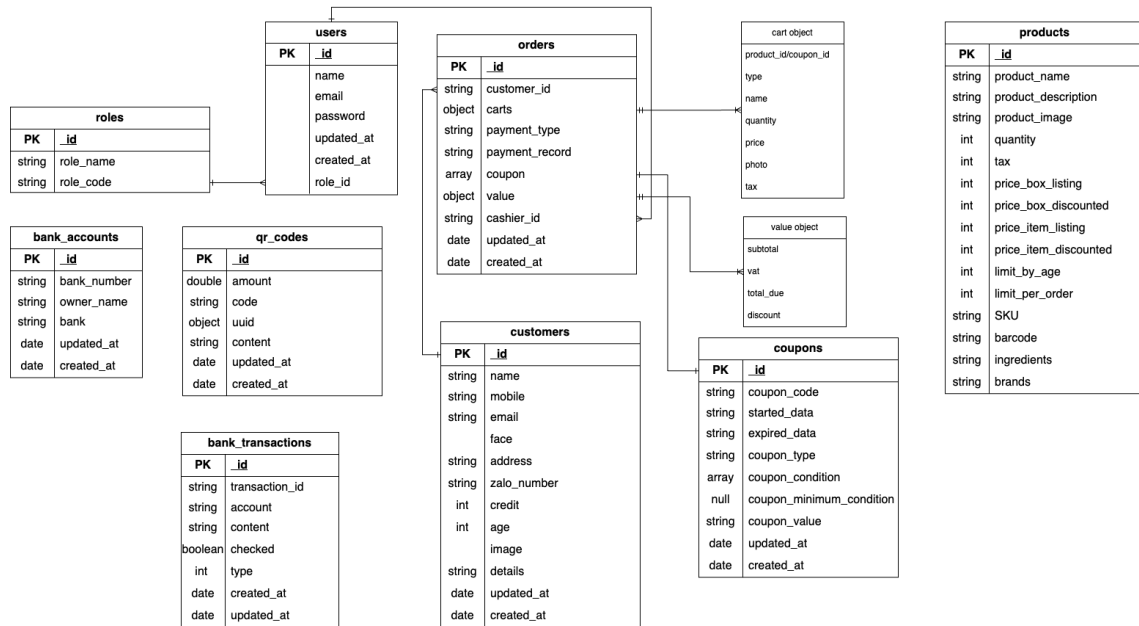 users
PK _id
name
email
password
updated_at
created_at
role_id
roles
PK _id
string role_name
string role_code
orders
PK _id
string customer_id
object carts
string payment_type
string payment_record
array coupon
object value
string cashier_id
date updated_at
date created_at
cart object
product_id/coupon_id
type
name
quantity
price
photo
tax
products
PK _id
string product_name
string product_description
string product_image
int quantity
int tax
int price_box_listing
int price_box_discounted
int price_item_listing
int price_item_discounted
int limit_by_age
int limit_per_order
string SKU
string barcode
string ingredients
string brands
bank_accounts
PK _id
string bank_number
string owner_name
string bank
date updated_at
date created_at
qr_codes
PK _id
double amount
string code
object uuid
string content
date updated_at
date created_at
value object
subtotal
vat
total_due
discount
customers
PK _id
string name
string mobile
string email
face
string address
string zalo_number
int credit
int age
image
string details
date updated_at
date created_at
coupons
PK _id
string coupon_code
string started_data
string expired_data
string coupon_type
array coupon_condition
null coupon_minimum_condition
string coupon_value
date updated_at
date created_at
bank_transactions
PK _id
string transaction_id
string account
string content
boolean checked
int type
date created_at
date updated_at